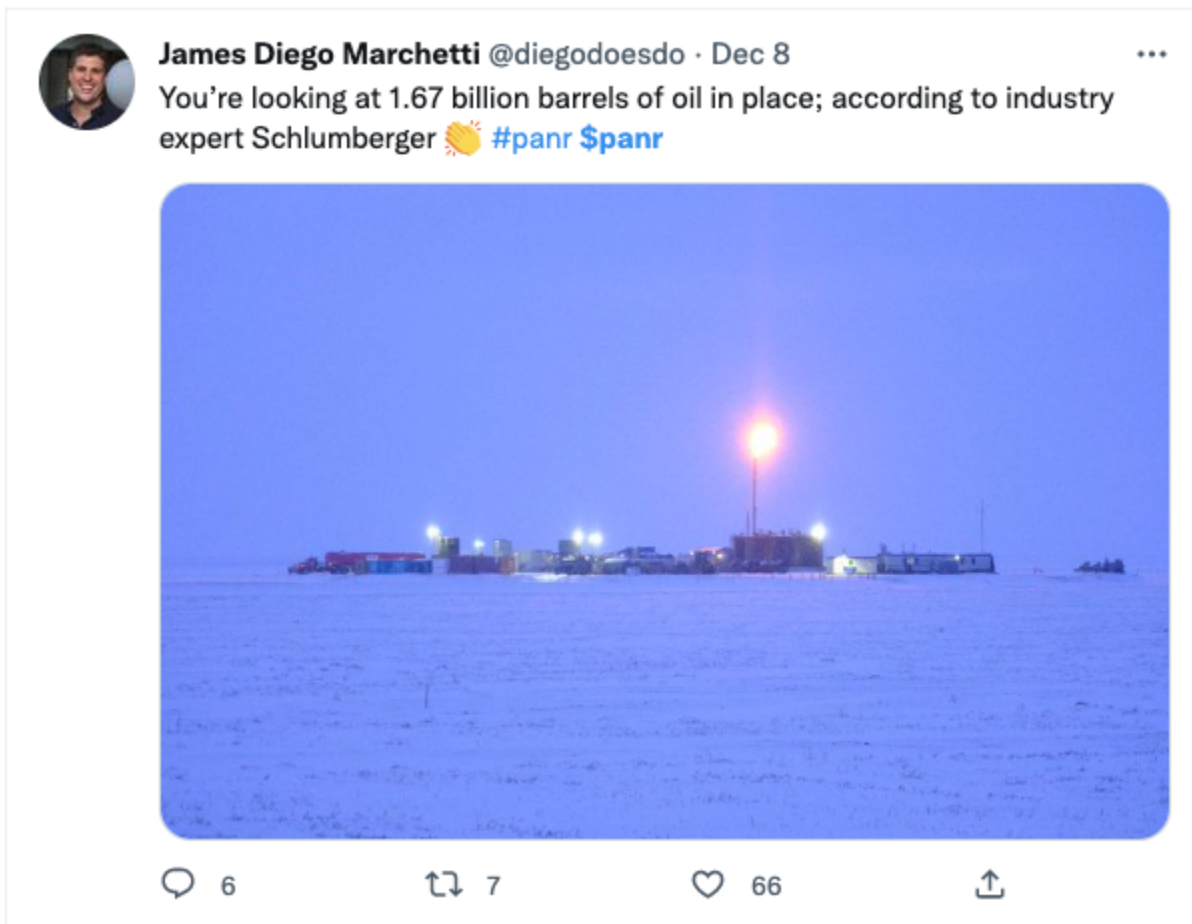 James Diego Marchetti @diegodoesdo · Dec 8
You’re looking at 1.67 billion barrels of oil in place; according to industry
expert Schlumberger 👏 #panr $panr
6 7 66